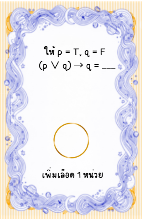 ให้ p = T, q = F
(p ∨ q) → q = ___
เพิ่มเลือด 1 หน่วย